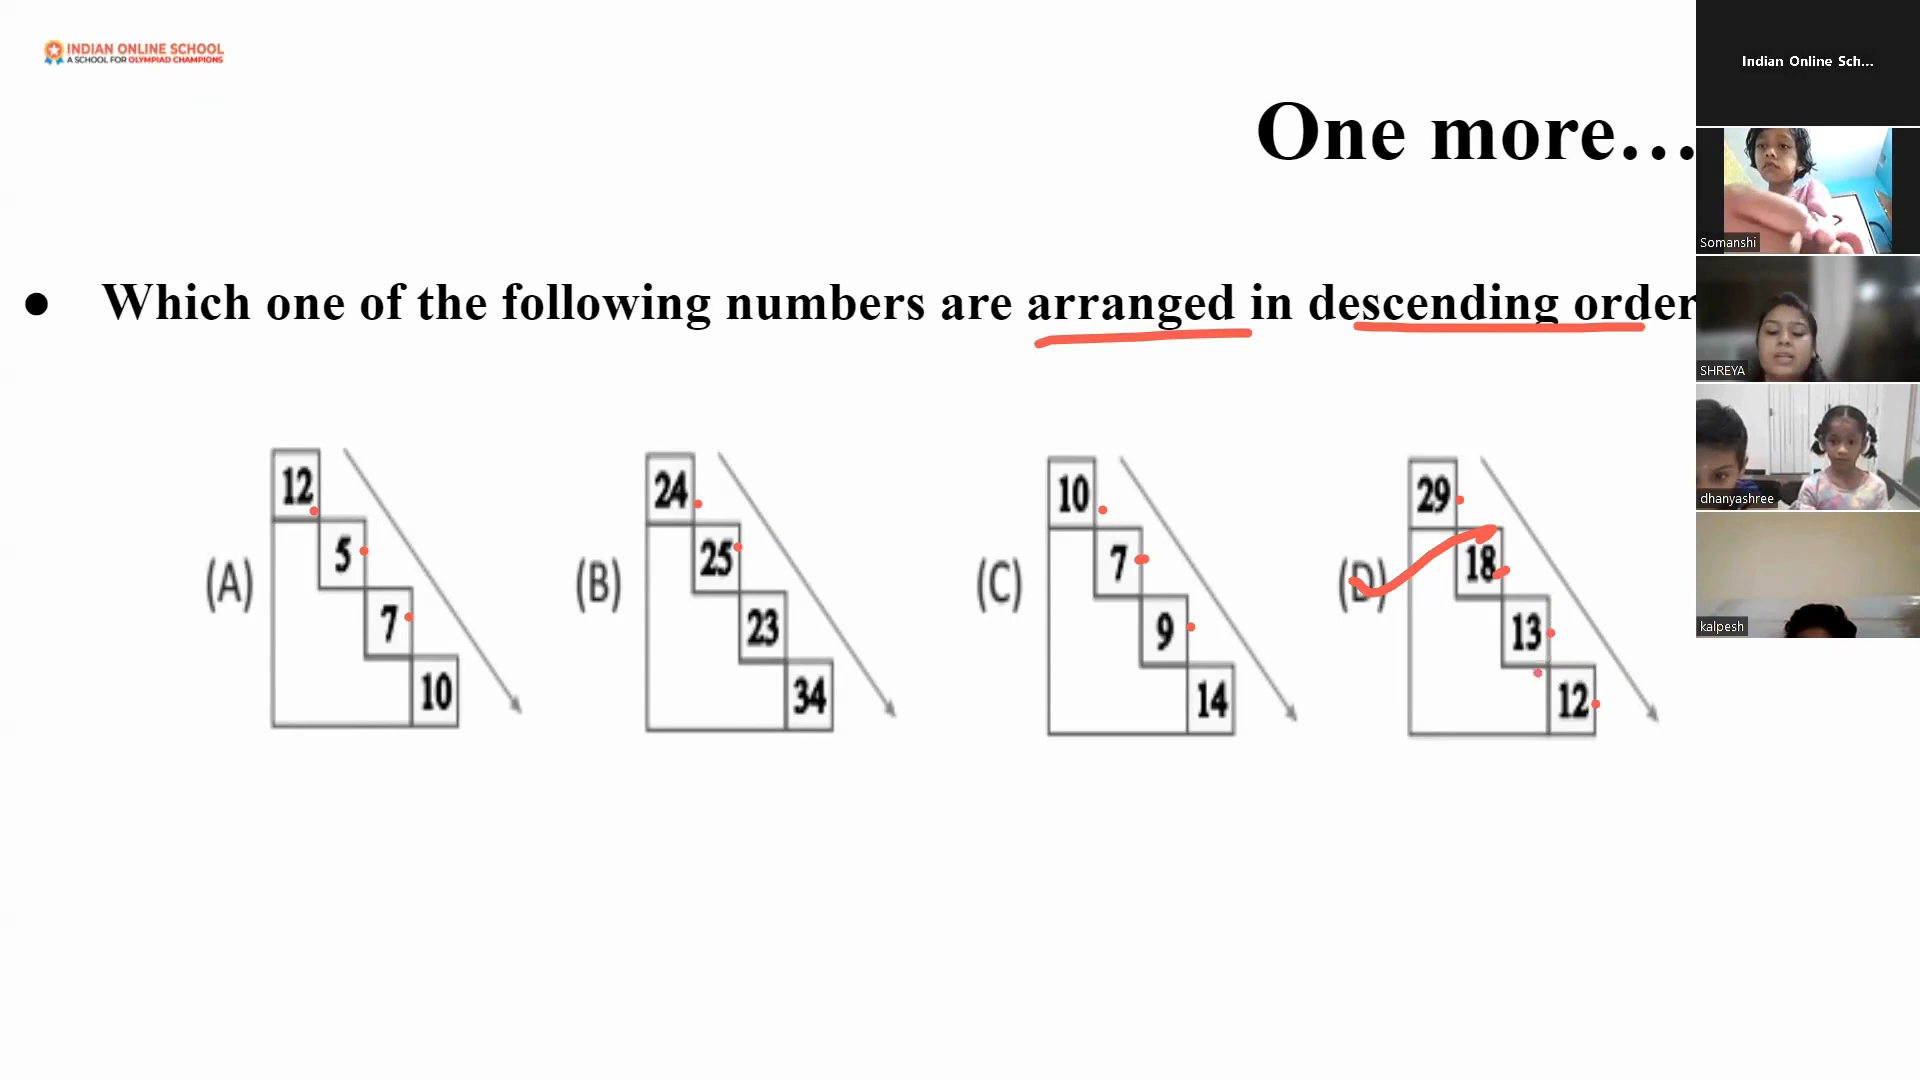 INDIAN ONLINE SCHOOL
A SCHOOL FOR OLYMPIAD CHAMPIONS
One more...
● Which one of the following numbers are arranged in descending order
(A)
12
5
7
10
(B)
24
25
23
34
(C)
10
7
9
14
(D)
29
18
13
12
Indian Online Sch...
Somanshi
SHREYA
dhanyashree
kalpesh